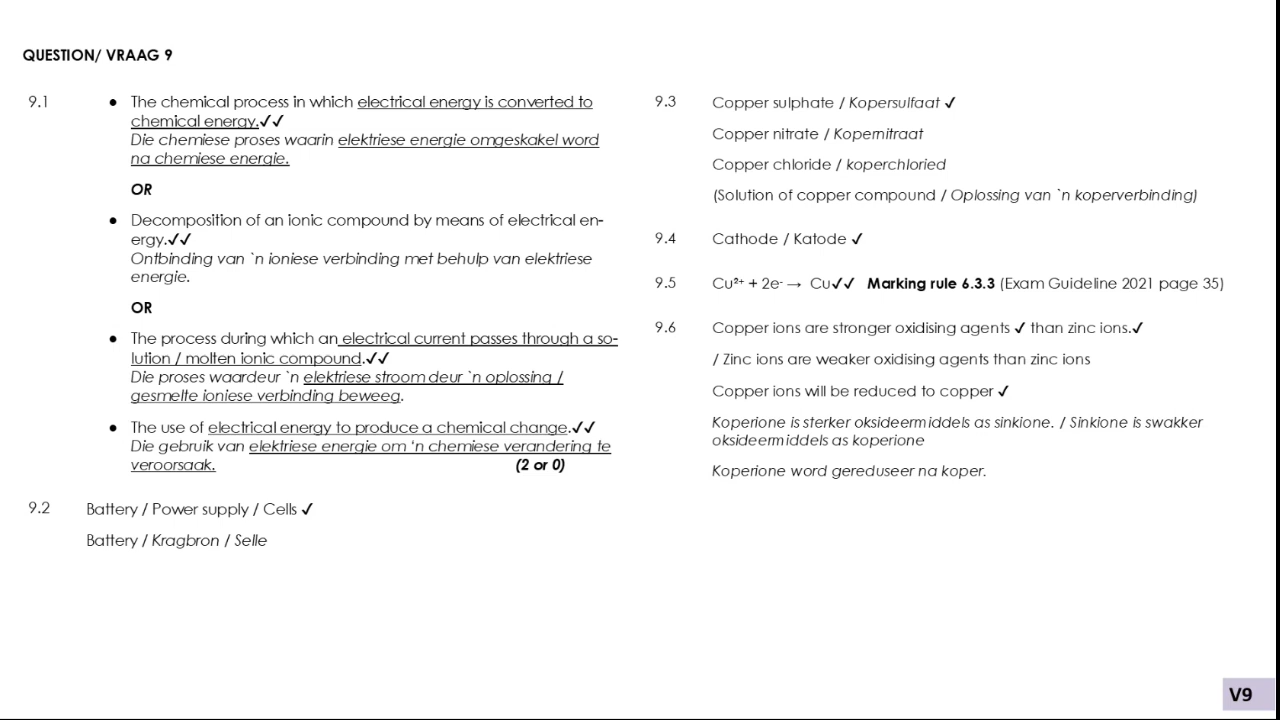 QUESTION/ VRAAG 9
9.1 ● The chemical process in which electrical energy is converted to
chemical energy.✓✓
Die chemiese proses waarin elektriese energie omgeskakel word
na chemiese energie.
OR
● Decomposition of an ionic compound by means of electrical en-
ergy.✓✓
Ontbinding van `n ioniese verbinding met behulp van elektriese
energie.
OR
● The process during which an electrical current passes through a so-
lution / molten ionic compound.✓✓
Die proses waardeur `n elektriese stroom deur `n oplossing /
gesmelte ioniese verbinding beweeg.
● The use of electrical energy to produce a chemical change.✓✓
Die gebruik van elektriese energie om ‘n chemiese verandering te
veroorsaak. (2 or 0)
9.2 Battery / Power supply / Cells ✓
Battery / Kragbron / Selle
9.3 Copper sulphate / Kopersulfaat ✓
Copper nitrate / Kopernitraat
Copper chloride / koperchloried
(Solution of copper compound / Oplossing van `n koperverbinding)
9.4 Cathode / Katode ✓
9.5 Cu²⁺ + 2e⁻ → Cu✓✓ Marking rule 6.3.3 (Exam Guideline 2021 page 35)
9.6 Copper ions are stronger oxidising agents ✓ than zinc ions.✓
/ Zinc ions are weaker oxidising agents than zinc ions
Copper ions will be reduced to copper ✓
Koperione is sterker oksideermiddels as sinkione. / Sinkione is swakker
oksideermiddels as koperione
Koperione word gereduseer na koper.
V9